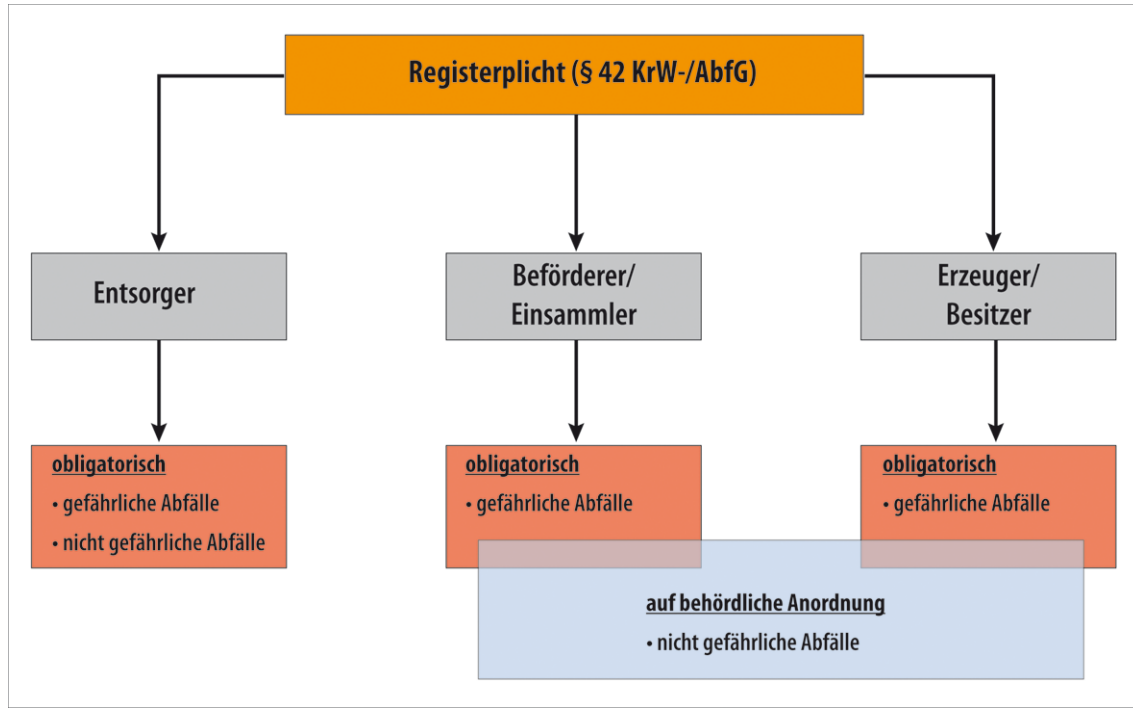 Registerplicht (§ 42 KrW-/AbfG)
Entsorger
Beförderer/
Einsammler
Erzeuger/
Besitzer
obligatorisch
• gefährliche Abfälle
• nicht gefährliche Abfälle
obligatorisch
• gefährliche Abfälle
obligatorisch
• gefährliche Abfälle
auf behördliche Anordnung
• nicht gefährliche Abfälle